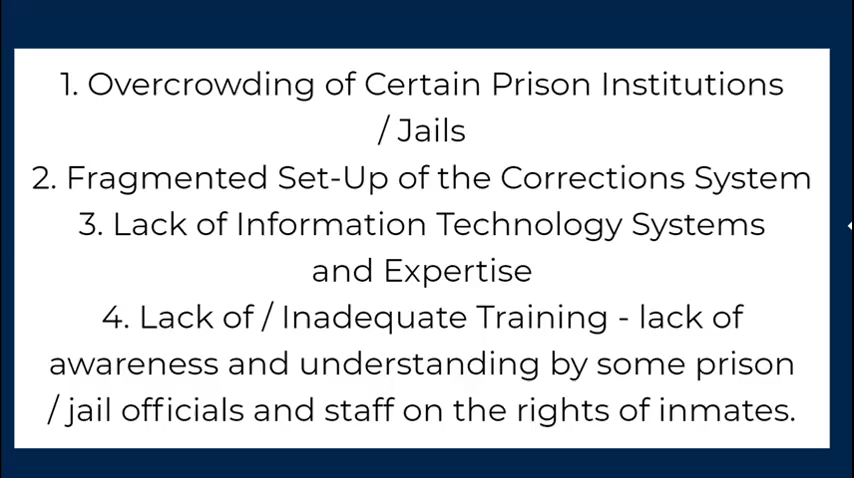 1. Overcrowding of Certain Prison Institutions
/ Jails
2. Fragmented Set-Up of the Corrections System
3. Lack of Information Technology Systems
and Expertise
4. Lack of / Inadequate Training - lack of
awareness and understanding by some prison
/ jail officials and staff on the rights of inmates.